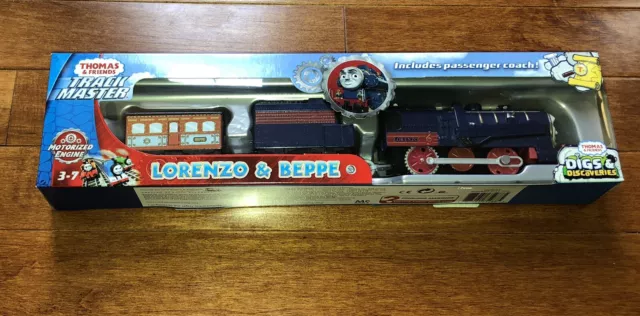 THOMAS
& FRIENDS
TRACK
MASTER
Includes passenger coach!
MOTORIZED
ENGINE
3-7
LORENZO & BEPPE
THOMAS
& FRIENDS
DIGS &
DISCOVERIES